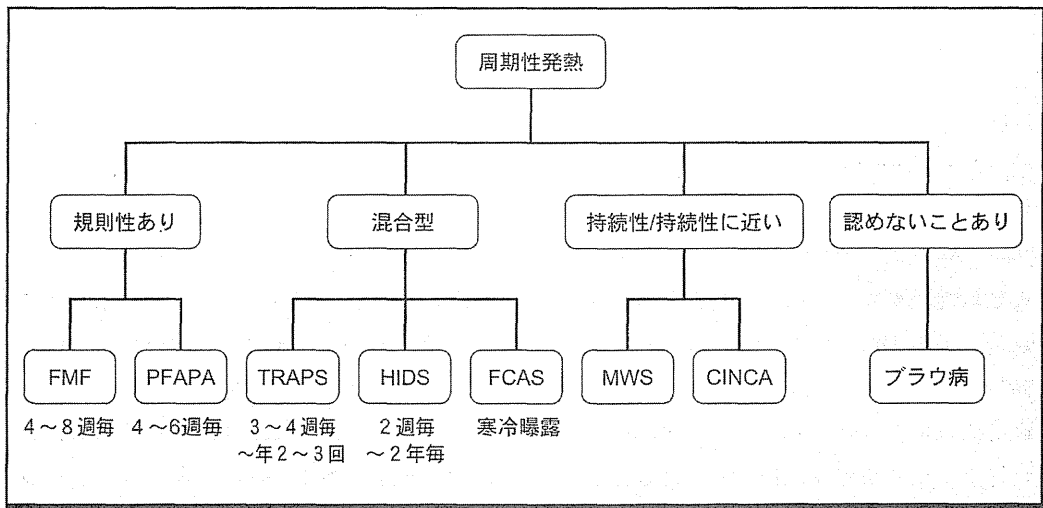 周期性発熱
規則性あり
混合型
持続性/持続性に近い
認めないことあり
FMF
PFAPA
TRAPS
HIDS
FCAS
MWS
CINCA
ブラウ病
4～8週毎
4～6週毎
3～4週毎
～年2～3回
2週毎
～2年毎
寒冷曝露